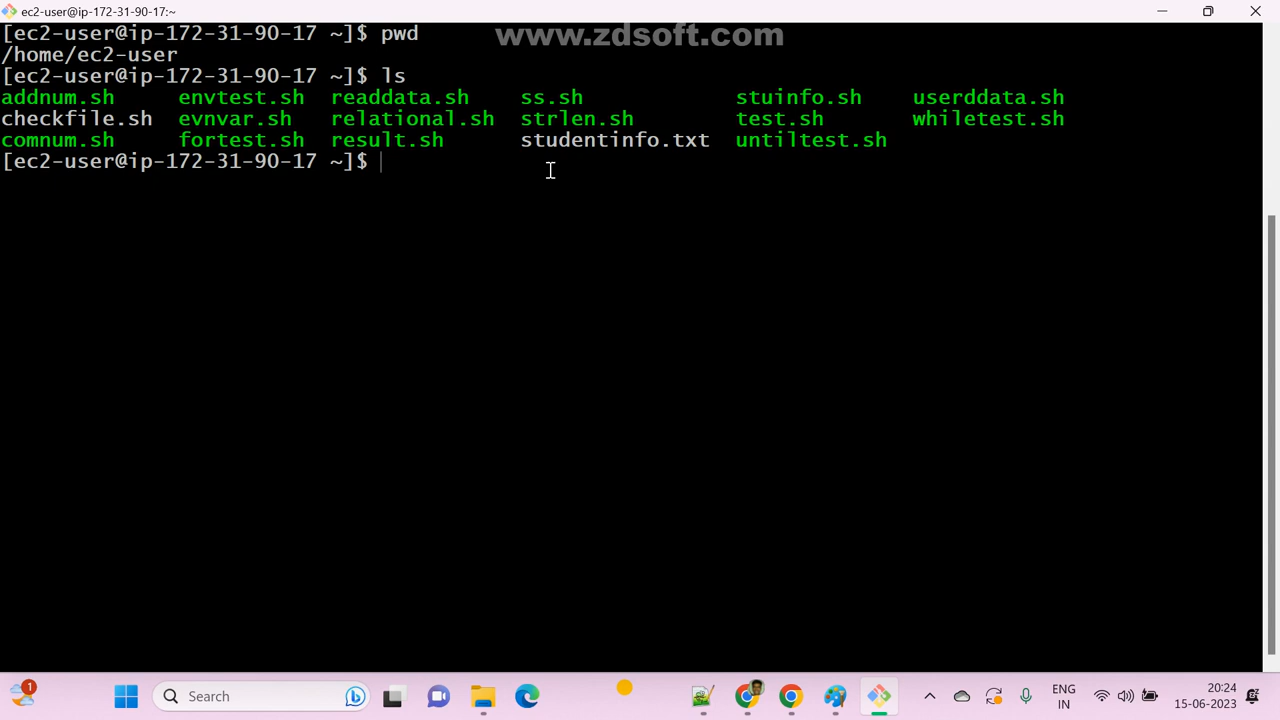 ec2-user@ip-172-31-90-17:~
[ec2-user@ip-172-31-90-17 ~]$ pwd
www.zdsoft.com
/home/ec2-user
[ec2-user@ip-172-31-90-17 ~]$ ls
addnum.sh envtest.sh readdata.sh ss.sh stuinfo.sh userddata.sh
checkfile.sh evnvar.sh relational.sh strlen.sh test.sh whiletest.sh
comnum.sh fortest.sh result.sh studentinfo.txt untiltest.sh
[ec2-user@ip-172-31-90-17 ~]$
1
Search
ENG
IN
20:24
15-06-2023